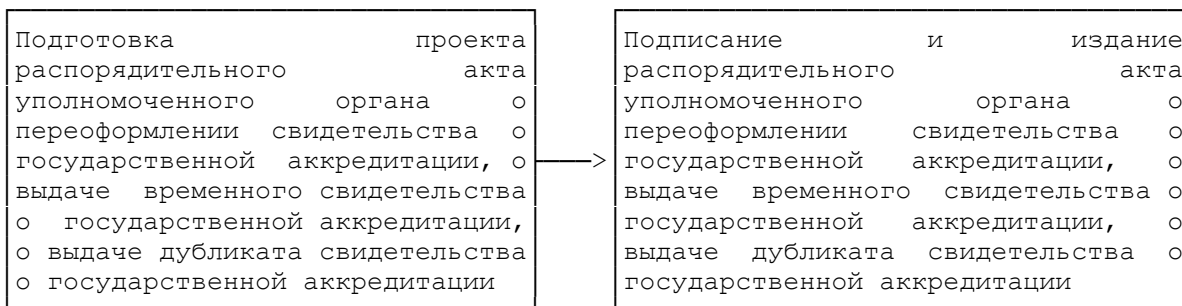 Подготовка проекта
распорядительного акта
уполномоченного органа о
переоформлении свидетельства о
государственной аккредитации, о
выдаче временного свидетельства
о государственной аккредитации,
о выдаче дубликата свидетельства
о государственной аккредитации
Подписание и издание
распорядительного акта
уполномоченного органа о
переоформлении свидетельства о
государственной аккредитации, о
выдаче временного свидетельства о
государственной аккредитации, о
выдаче дубликата свидетельства о
государственной аккредитации